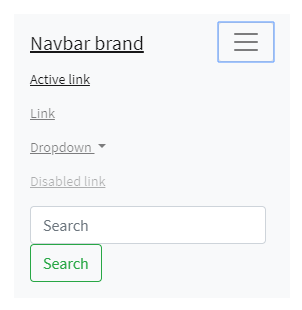 Navbar brand
Active link
Link
Dropdown
Disabled link
Search
Search